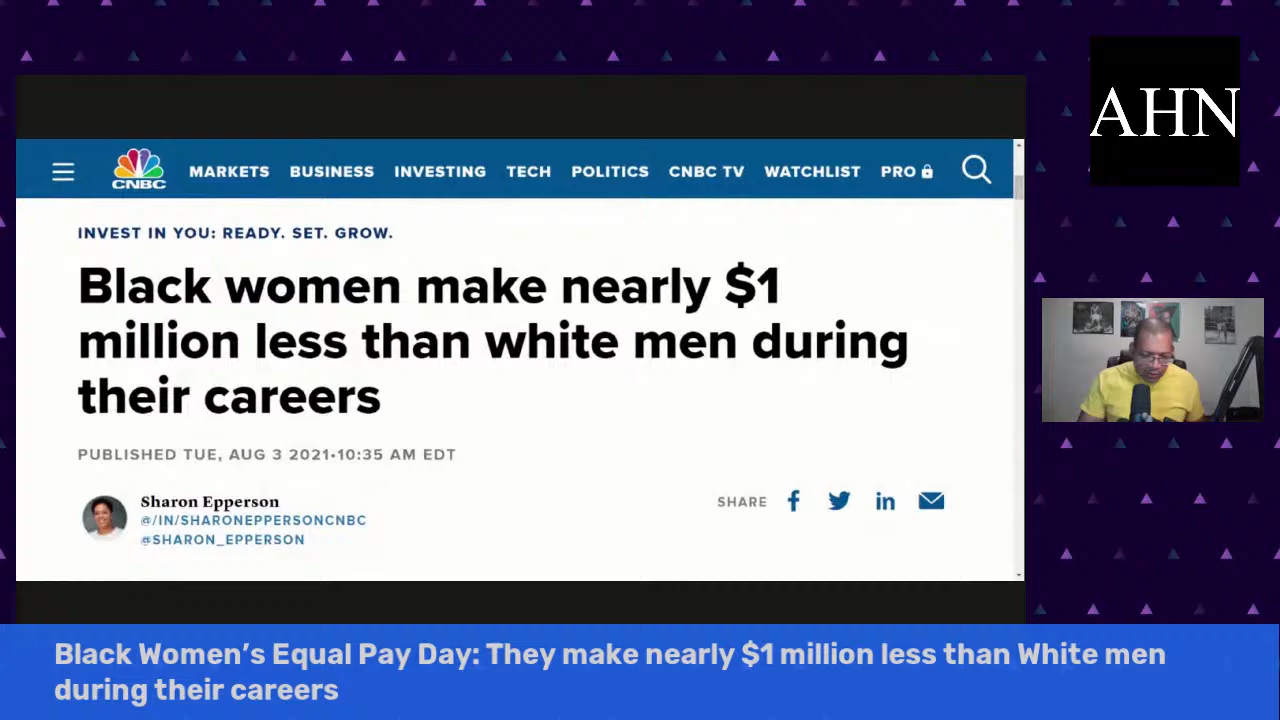 AHN
CNBC
MARKETS BUSINESS INVESTING TECH POLITICS CNBC TV WATCHLIST PRO
INVEST IN YOU: READY. SET. GROW.
Black women make nearly $1
million less than white men during
their careers
PUBLISHED TUE, AUG 3 2021•10:35 AM EDT
Sharon Epperson
@/IN/SHARONEPPERSONCNBC
@SHARON_EPPERSON
SHARE
Black Women’s Equal Pay Day: They make nearly $1 million less than White men
during their careers